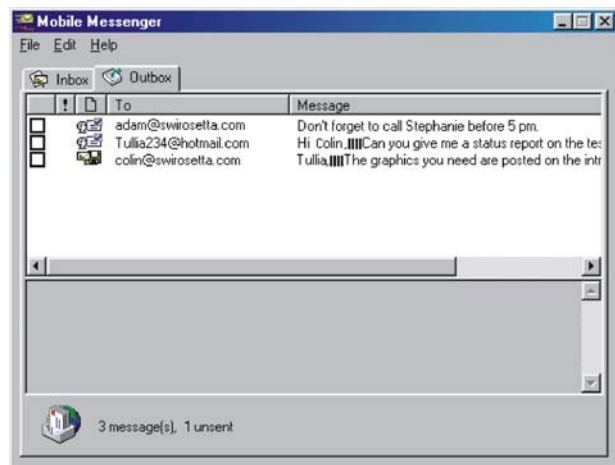 Mobile Messenger
File Edit Help
Inbox Outbox
! To Message
adam@swirosetta.com Don't forget to call Stephanie before 5 pm.
Tullia234@hotmail.com Hi Colin,||||Can you give me a status report on the tes
colin@swirosetta.com Tullia,||||The graphics you need are posted on the intr
3 message(s), 1 unsent